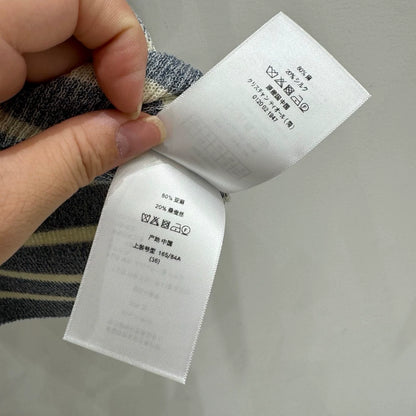 80% 麻
20% シルク
原産国 中国
クリスチャン ディオール (有)
0120.02.1947
80% 亚麻
20% 桑蚕丝
产地 中国
上装号型 165/84A
(36)